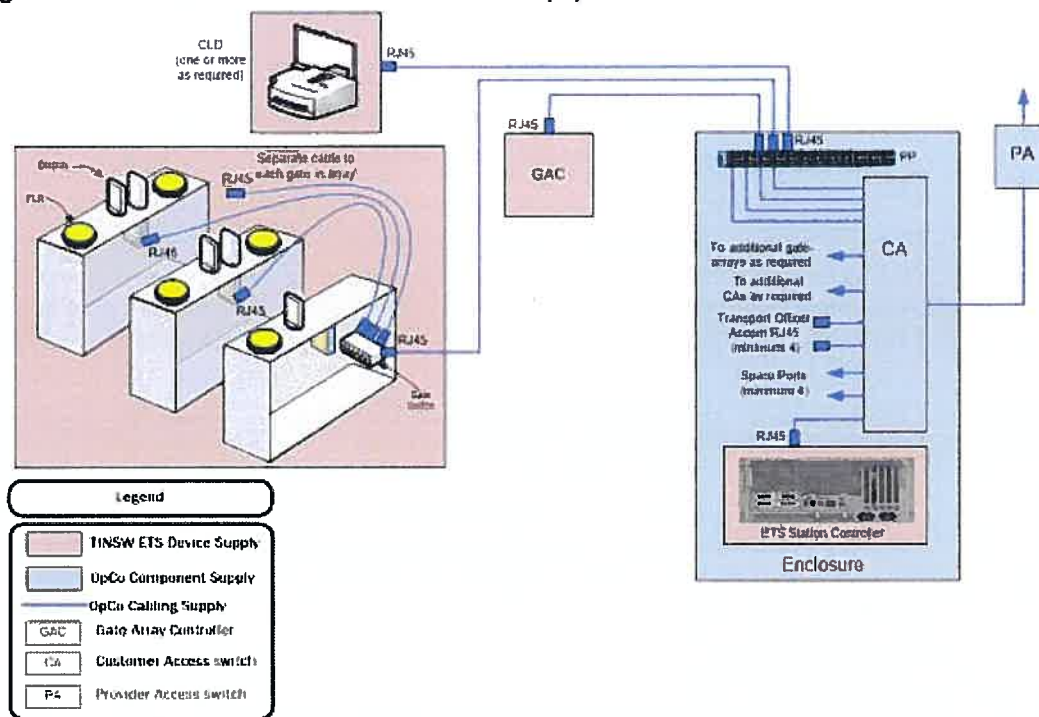 CLD
(one or more
as required)
RJ45
RJ45
GAC
RJ45
PP
PA
Separate cable to
each gate in array
RJ45
RJ45
RJ45
RJ45
CA
To additional gate
arrays as required
To additional
CAs as required
Transport Officer
Accom RJ45
(minimum 4)
Spare Ports
(minimum 4)
RJ45
ETS Station Controller
Enclosure
Legend
TfNSW ETS Device Supply
OpCo Component Supply
OpCo Cabling Supply
GAC Gate Array Controller
CA Customer Access switch
PA Provider Access switch